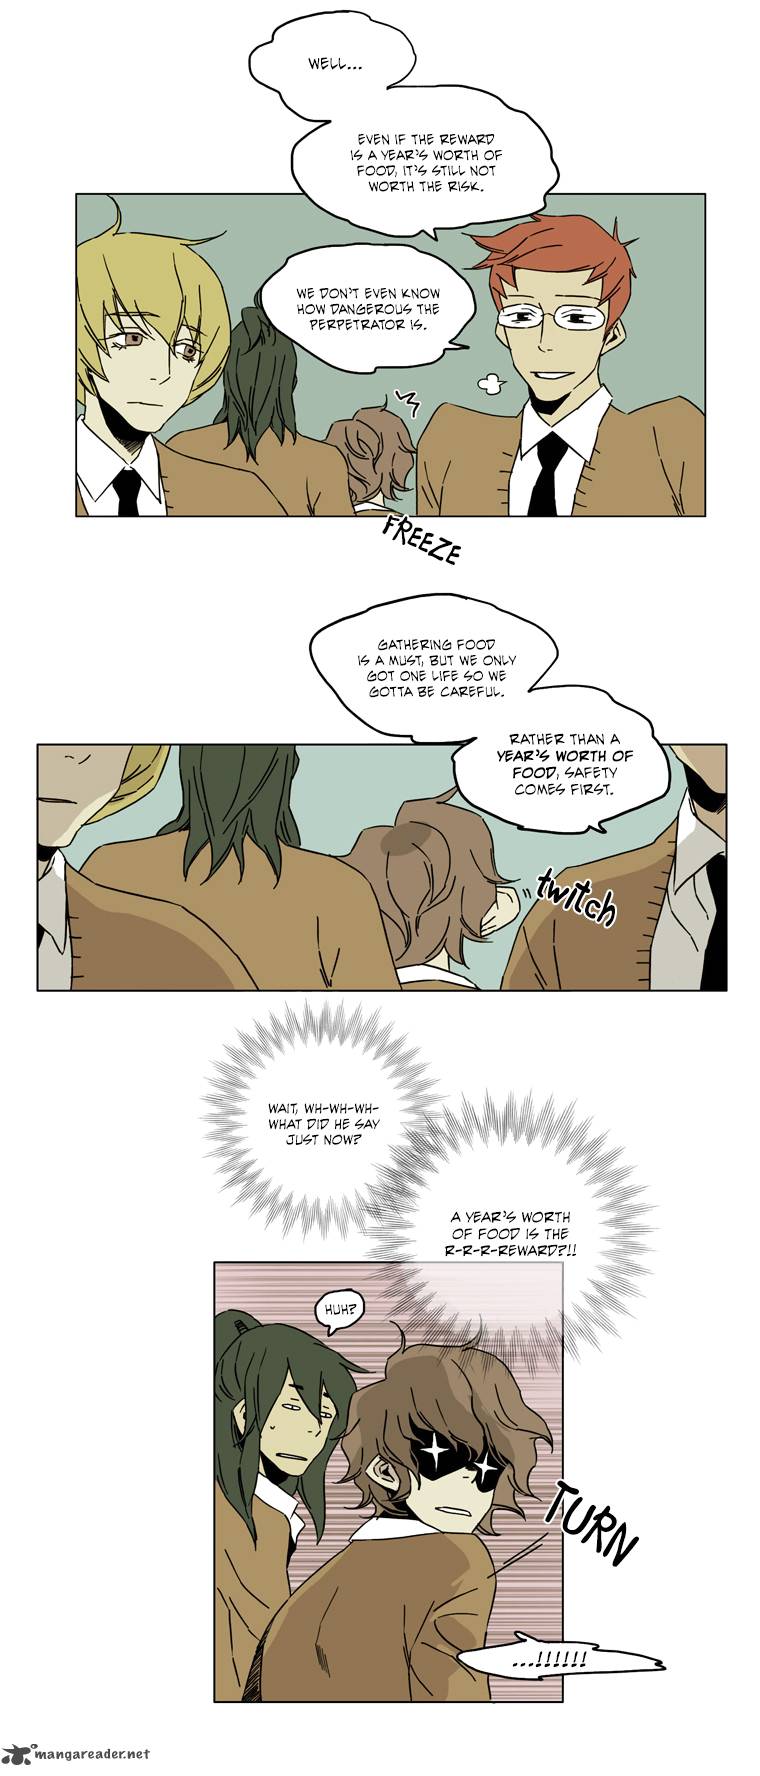 WELL...
EVEN IF THE REWARD
IS A YEAR'S WORTH OF
FOOD, IT'S STILL NOT
WORTH THE RISK.
WE DON'T EVEN KNOW
HOW DANGEROUS THE
PERPETRATOR IS.
FREEZE
GATHERING FOOD
IS A MUST, BUT WE ONLY
GOT ONE LIFE SO WE
GOTTA BE CAREFUL.
RATHER THAN A
YEAR'S WORTH OF
FOOD, SAFETY
COMES FIRST.
twitch
WAIT, WH-WH-WH-
WHAT DID HE SAY
JUST NOW?
A YEAR'S WORTH
OF FOOD IS THE
R-R-R-REWARD?!!
HUH?
TURN
...!!!!!!
mangareader.net